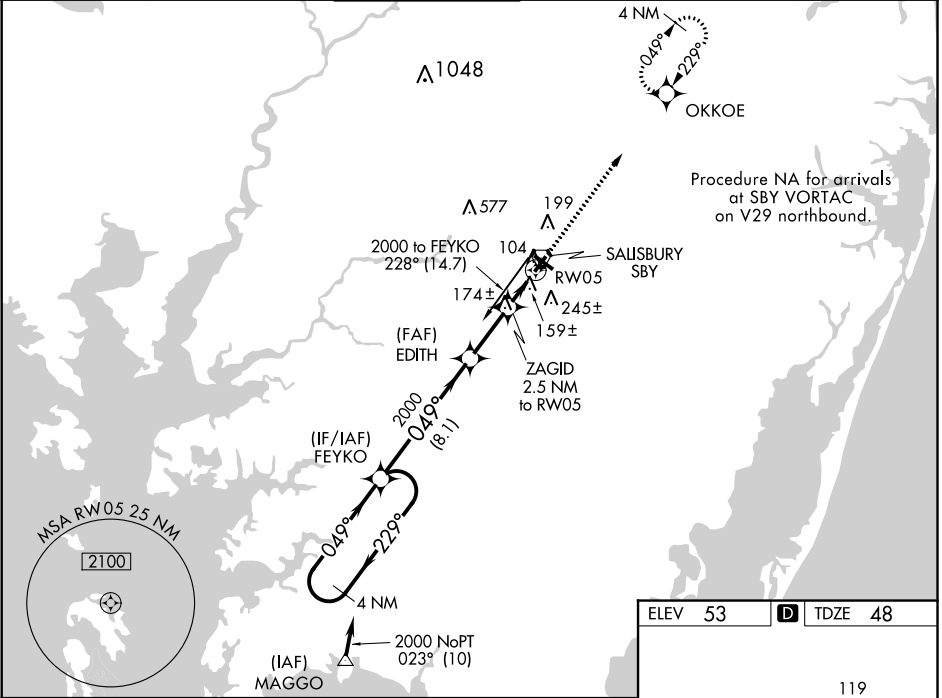 4 NM
049°
229°
1048
OKKOE
Procedure NA for arrivals
at SBY VORTAC
on V29 northbound.
577
199
2000 to FEYKO
228° (14.7)
104
SALISBURY
SBY
RW05
174±
245±
159±
(FAF)
EDITH
ZAGID
2.5 NM
to RW05
2000
049°
(8.1)
(IF/IAF)
FEYKO
MSA RW05 25 NM
2100
049°
229°
4 NM
2000 NoPT
023° (10)
(IAF)
MAGGO
ELEV 53 D TDZE 48
119